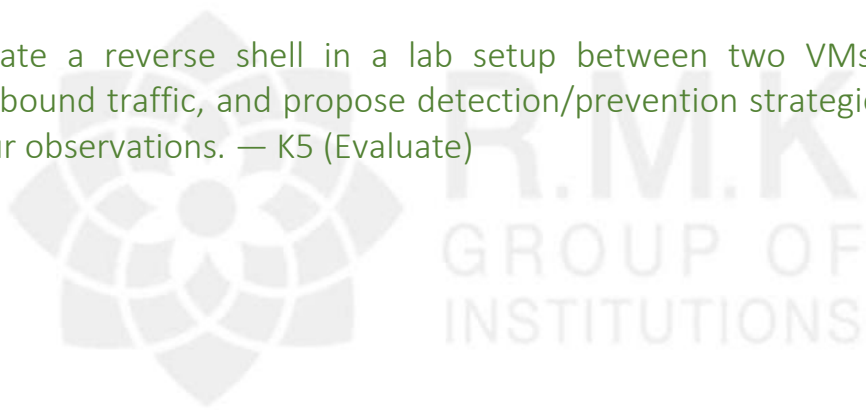 ate a reverse shell in a lab setup between two VMs
bound traffic, and propose detection/prevention strategi
ur observations. — K5 (Evaluate)
R.M.K
GROUP OF
INSTITUTIONS